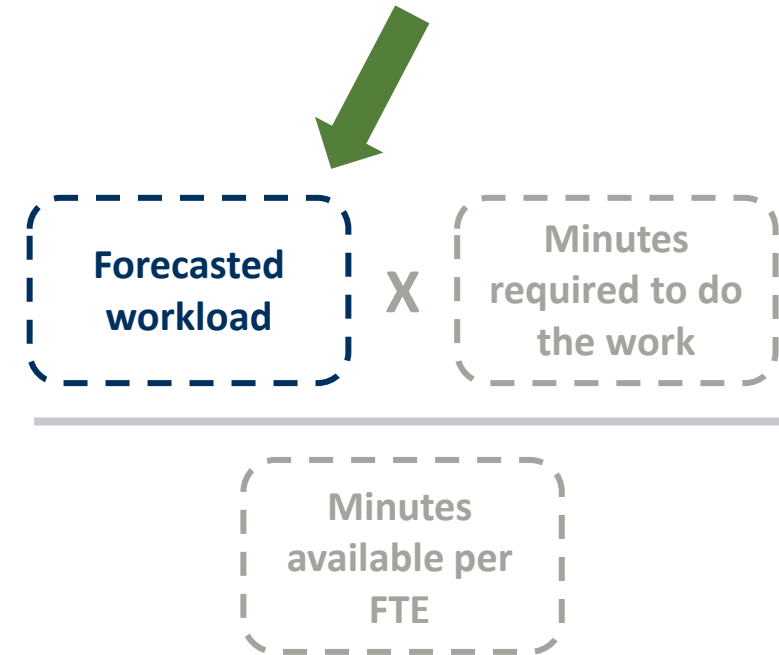 Forecasted
workload
X
Minutes
required to do
the work
Minutes
available per
FTE